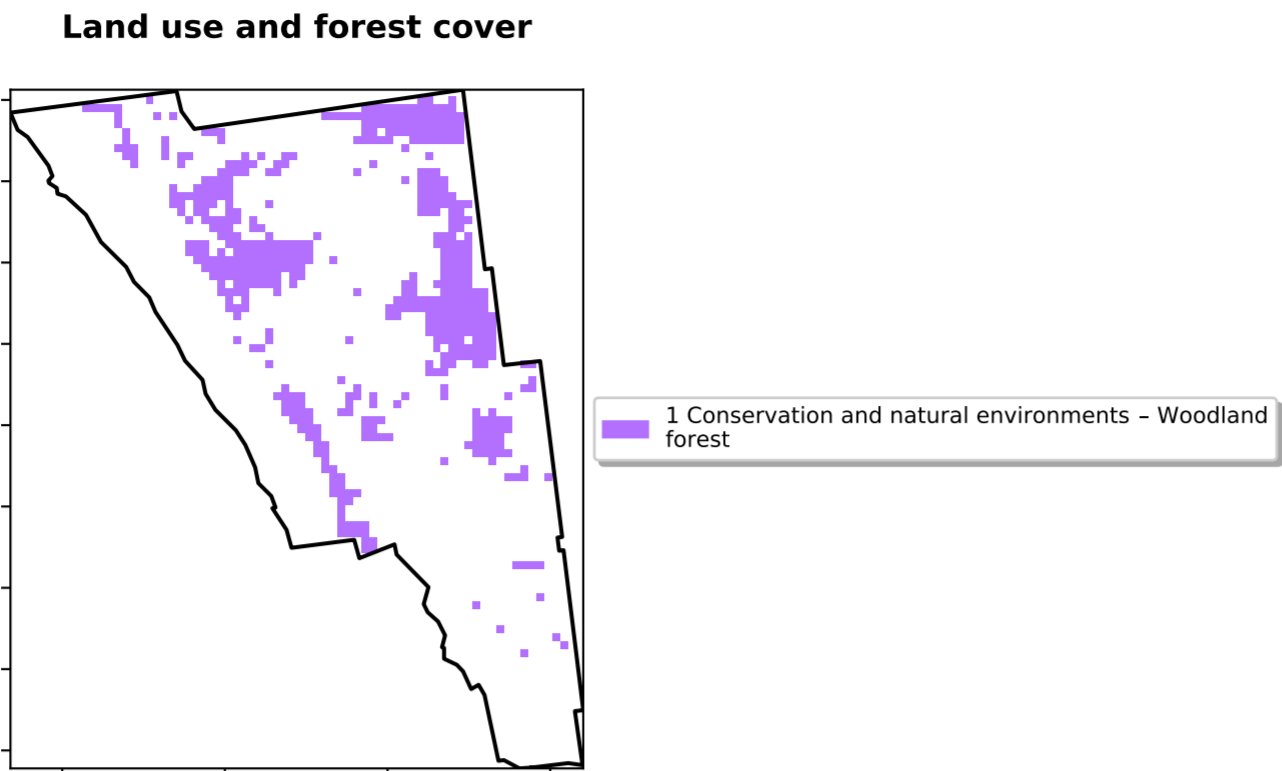 Land use and forest cover
1 Conservation and natural environments – Woodland
forest